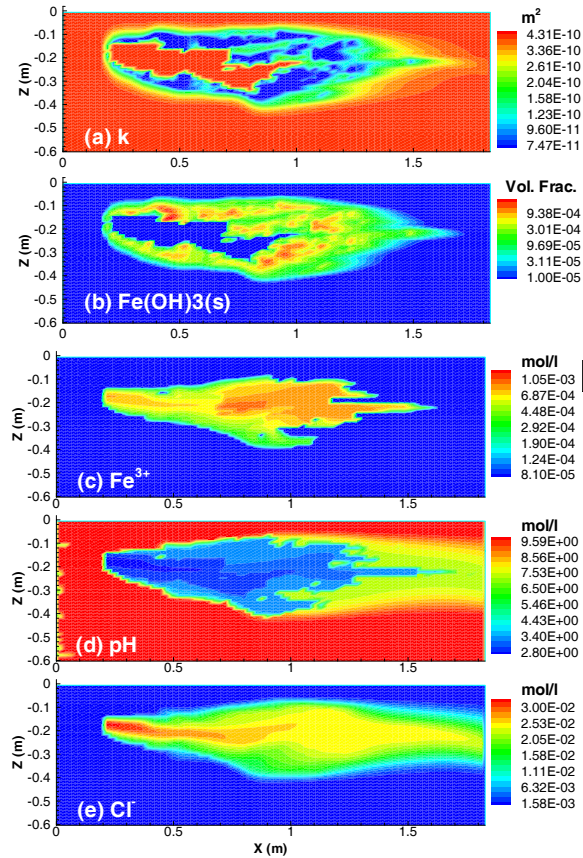 m²
0
-0.1
-0.2
-0.3
-0.4
-0.5
-0.6
Z (m)
(a) k
0
0.5
1
1.5
4.31E-10
3.36E-10
2.61E-10
2.04E-10
1.58E-10
1.23E-10
9.60E-11
7.47E-11
Vol. Frac.
0
-0.1
-0.2
-0.3
-0.4
-0.5
-0.6
Z (m)
(b) Fe(OH)3(s)
0
0.5
1
1.5
9.38E-04
3.01E-04
9.69E-05
3.11E-05
1.00E-05
mol/l
0
-0.1
-0.2
-0.3
-0.4
-0.5
-0.6
Z (m)
(c) Fe³⁺
0
0.5
1
1.5
1.05E-03
6.87E-04
4.48E-04
2.92E-04
1.90E-04
1.24E-04
8.10E-05
mol/l
0
-0.1
-0.2
-0.3
-0.4
-0.5
-0.6
Z (m)
(d) pH
0.5
1
1.5
9.59E+00
8.56E+00
7.53E+00
6.50E+00
5.46E+00
4.43E+00
3.40E+00
2.80E+00
mol/l
0
-0.1
-0.2
-0.3
-0.4
-0.5
-0.6
Z (m)
(e) Cl⁻
0
0.5
1
1.5
X (m)
3.00E-02
2.53E-02
2.05E-02
1.58E-02
1.11E-02
6.32E-03
1.58E-03